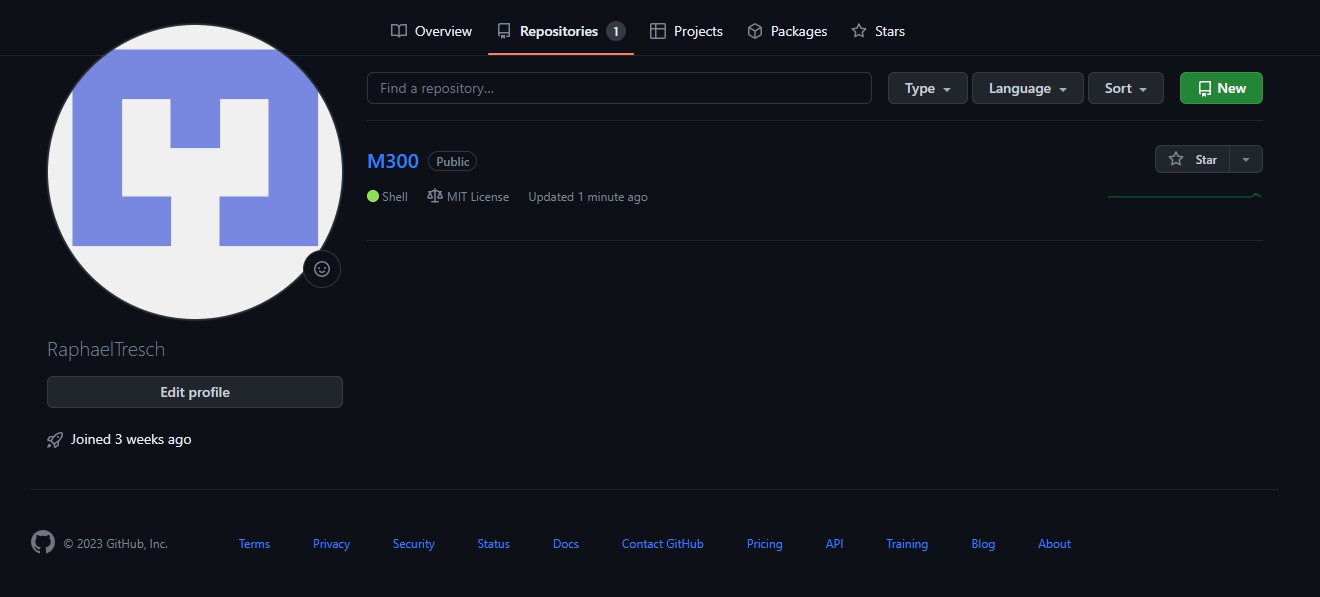 Overview Repositories 1 Projects Packages Stars
Find a repository... Type Language Sort New
M300 Public Star
Shell MIT License Updated 1 minute ago
RaphaelTresch
Edit profile
Joined 3 weeks ago
© 2023 GitHub, Inc. Terms Privacy Security Status Docs Contact GitHub Pricing API Training Blog About